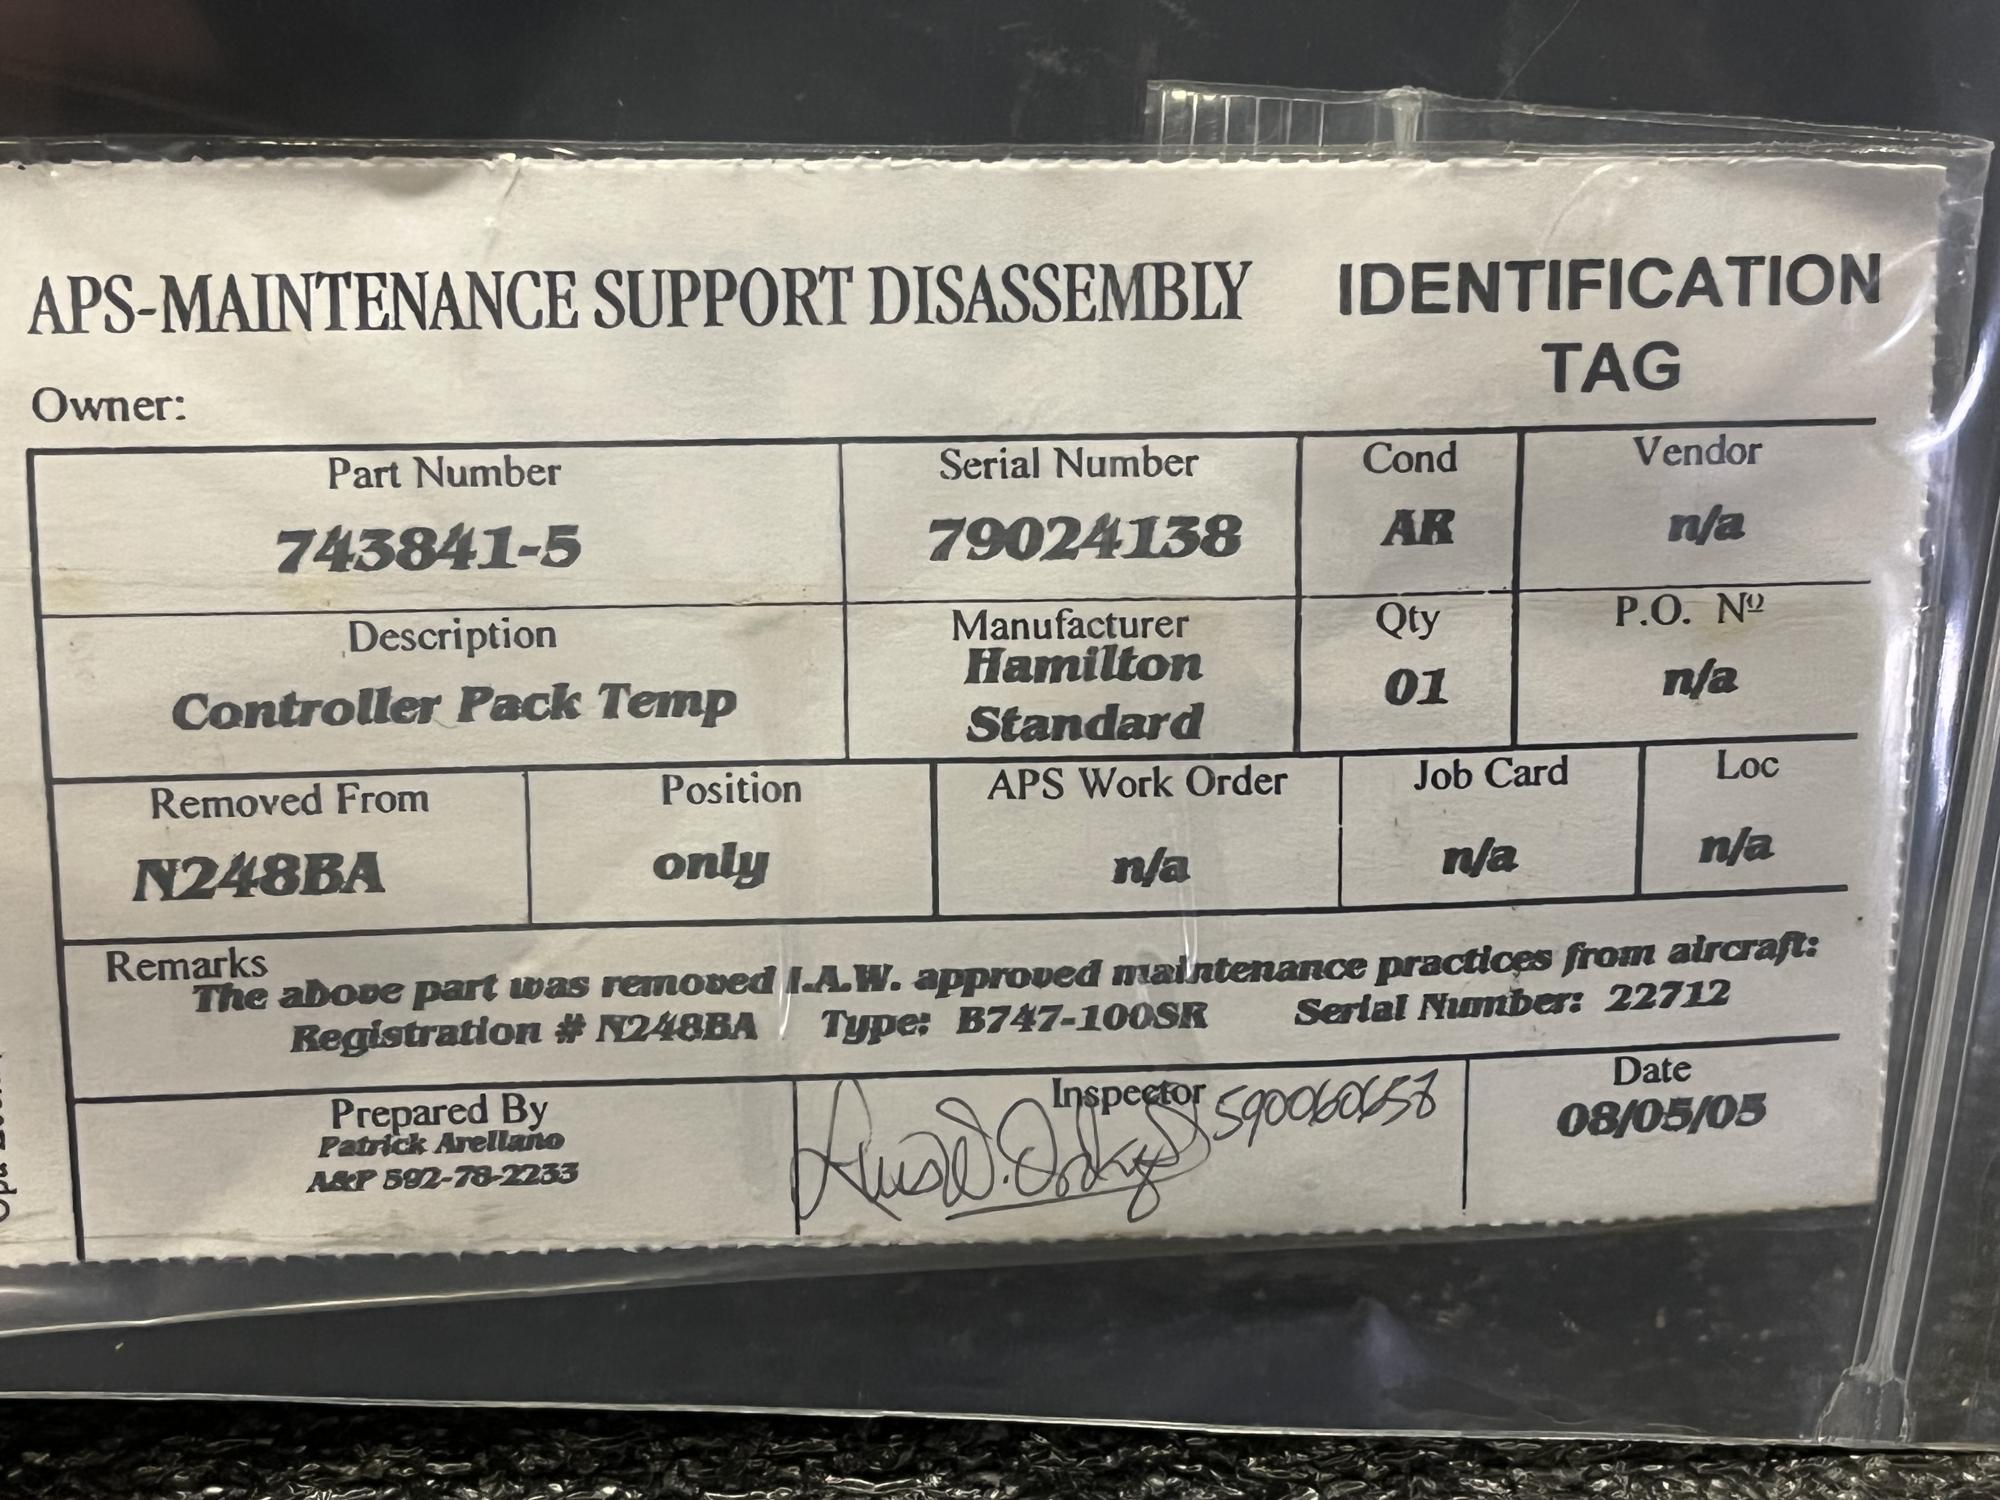 APS-MAINTENANCE SUPPORT DISASSEMBLY
IDENTIFICATION
TAG
Owner:
Part Number
743841-5
Serial Number
79024138
Cond
AR
Vendor
n/a
Description
Controller Pack Temp
Manufacturer
Hamilton
Standard
Qty
01
P.O. Nº
n/a
Removed From
N248BA
Position
only
APS Work Order
n/a
Job Card
n/a
Loc
n/a
Remarks
The above part was removed I.A.W. approved maintenance practices from aircraft:
Registration # N248BA Type: B747-100SR Serial Number: 22712
Prepared By
Patrick Arellano
A&P 592-78-2233
Inspector
590060658
Date
08/05/05